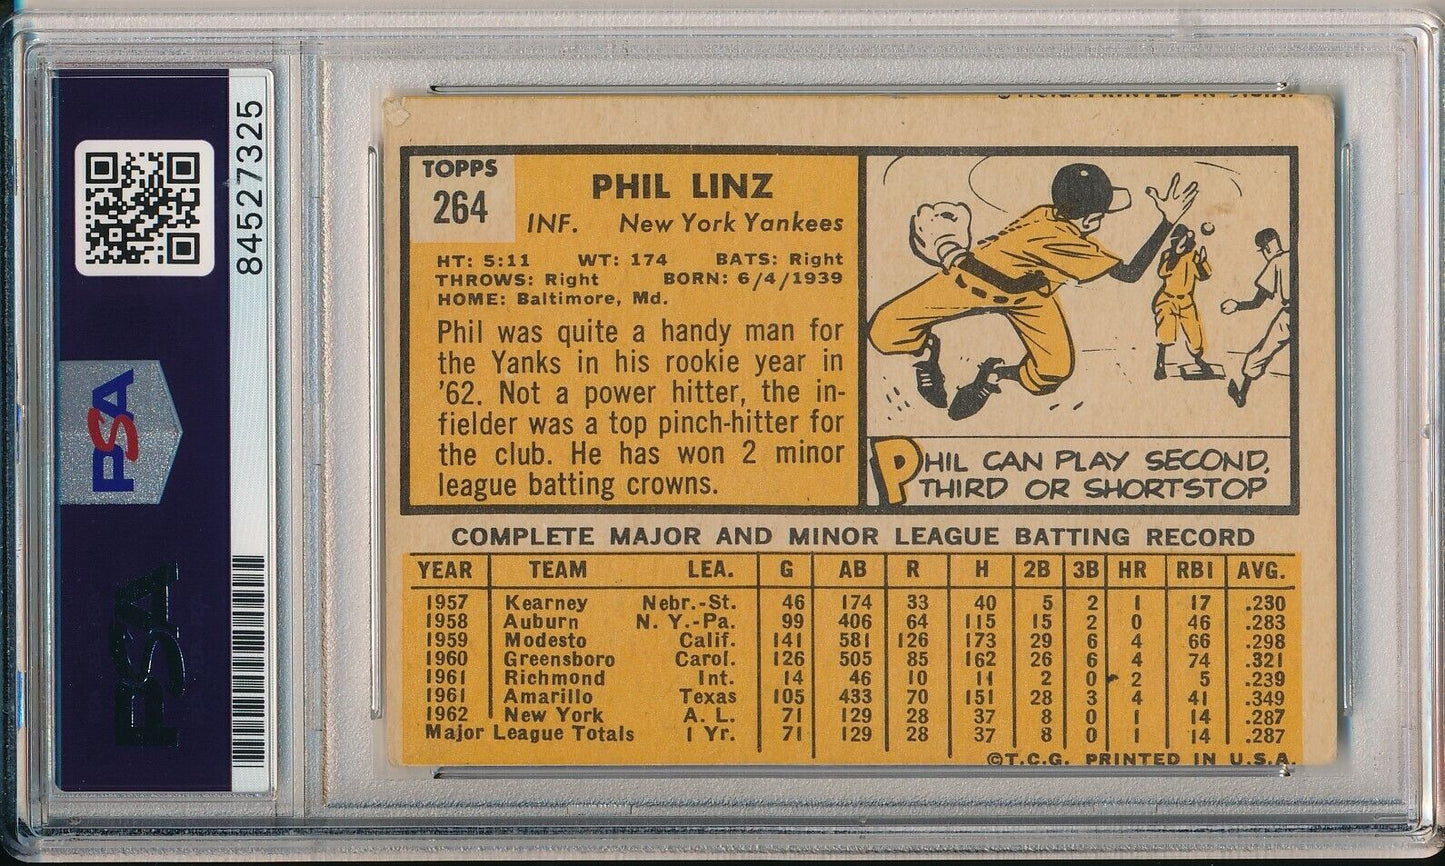 84527325
PSA
PSA
TOPPS
264
PHIL LINZ
INF. New York Yankees
HT: 5:11 WT: 174 BATS: Right
THROWS: Right BORN: 6/4/1939
HOME: Baltimore, Md.
Phil was quite a handy man for
the Yanks in his rookie year in
'62. Not a power hitter, the in-
fielder was a top pinch-hitter for
the club. He has won 2 minor
league batting crowns.
PHIL CAN PLAY SECOND,
THIRD OR SHORTSTOP
COMPLETE MAJOR AND MINOR LEAGUE BATTING RECORD
YEAR TEAM LEA. G AB R H 2B 3B HR RBI AVG.
1957 Kearney Nebr.-St. 46 174 33 40 5 2 1 17 .230
1958 Auburn N. Y.-Pa. 99 406 64 115 15 2 0 46 .283
1959 Modesto Calif. 141 581 126 173 29 6 4 66 .298
1960 Greensboro Carol. 126 505 85 162 26 6 4 74 .321
1961 Richmond Int. 14 46 10 11 2 0 2 5 .239
1961 Amarillo Texas 105 433 70 151 28 3 4 41 .349
1962 New York A. L. 71 129 28 37 8 0 1 14 .287
Major League Totals 1 Yr. 71 129 28 37 8 0 1 14 .287
©T.C.G. PRINTED IN U.S.A.